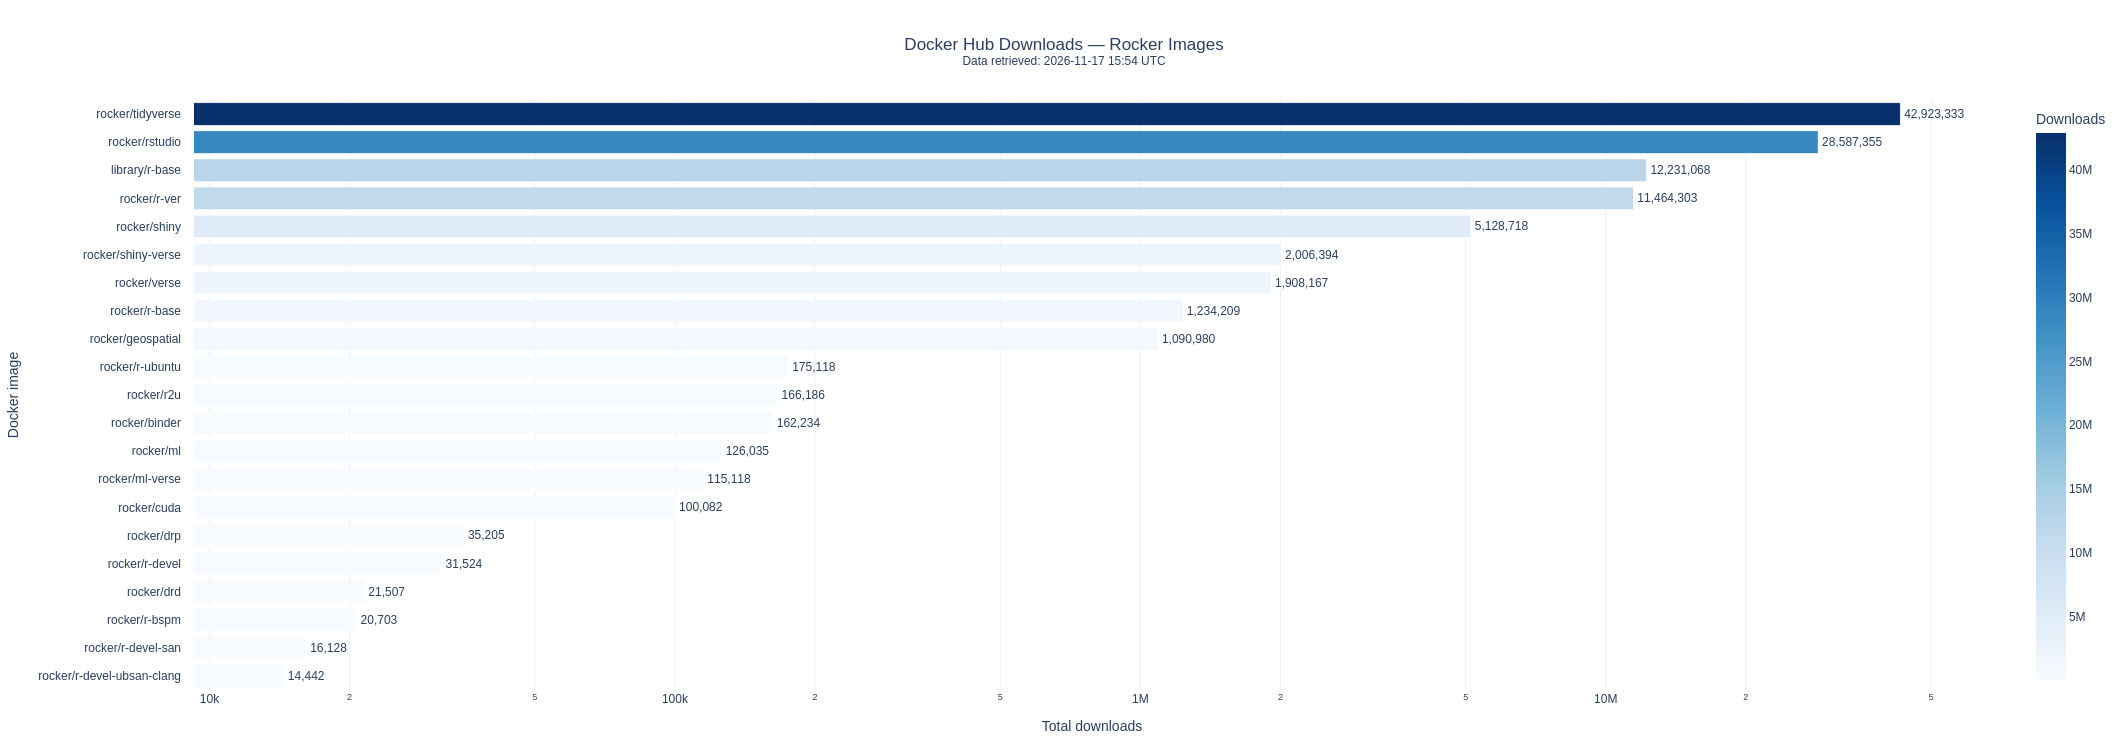 Docker Hub Downloads — Rocker Images
Data retrieved: 2026-11-17 15:54 UTC
Docker image
rocker/tidyverse 42,923,333
rocker/rstudio 28,587,355
library/r-base 12,231,068
rocker/r-ver 11,464,303
rocker/shiny 5,128,718
rocker/shiny-verse 2,006,394
rocker/verse 1,908,167
rocker/r-base 1,234,209
rocker/geospatial 1,090,980
rocker/r-ubuntu 175,118
rocker/r2u 166,186
rocker/binder 162,234
rocker/ml 126,035
rocker/ml-verse 115,118
rocker/cuda 100,082
rocker/drp 35,205
rocker/r-devel 31,524
rocker/drd 21,507
rocker/r-bspm 20,703
rocker/r-devel-san 16,128
rocker/r-devel-ubsan-clang 14,442
10k 2 5 100k 2 5 1M 2 5 10M 2 5
Total downloads
Downloads
40M
35M
30M
25M
20M
15M
10M
5M